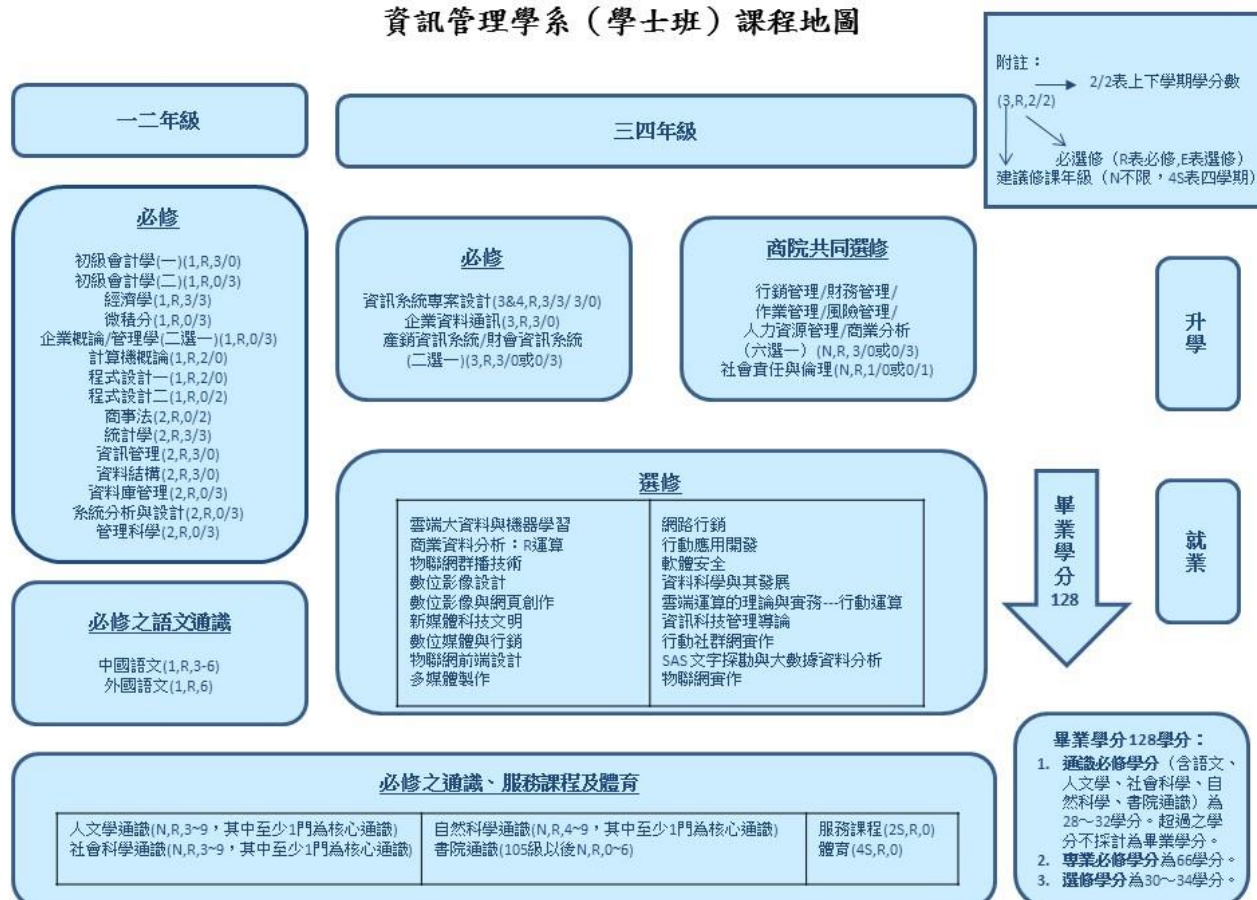 資訊管理學系（學士班）課程地圖
附註：
2/2表上下學期學分數
(3,R,2/2)
必選修（R表必修,E表選修）
建議修課年級（N不限，4S表四學期）
一二年級
三四年級
必修
初級會計學(一)(1,R,3/0)
初級會計學(二)(1,R,0/3)
經濟學(1,R,3/3)
微積分(1,R,0/3)
企業概論/管理學(二選一)(1,R,0/3)
計算機概論(1,R,2/0)
程式設計一(1,R,2/0)
程式設計二(1,R,0/2)
商事法(2,R,0/2)
統計學(2,R,3/3)
資訊管理(2,R,3/0)
資料結構(2,R,3/0)
資料庫管理(2,R,0/3)
系統分析與設計(2,R,0/3)
管理科學(2,R,0/3)
必修
資訊系統專案設計(3&4,R,3/3/ 3/0)
企業資料通訊(3,R,3/0)
產銷資訊系統/財會資訊系統
(二選一)(3,R,3/0或0/3)
商院共同選修
行銷管理/財務管理/
作業管理/風險管理/
人力資源管理/商業分析
（六選一）(N,R, 3/0或0/3)
社會責任與倫理(N,R,1/0或0/1)
升學
選修
雲端大資料與機器學習
商業資料分析：R運算
物聯網群播技術
數位影像設計
數位影像與網頁創作
新媒體科技文明
數位媒體與行銷
物聯網前端設計
多媒體製作
網路行銷
行動應用開發
軟體安全
資料科學與其發展
雲端運算的理論與實務---行動運算
資訊科技管理導論
行動社群網實作
SAS 文字探勘與大數據資料分析
物聯網實作
畢業學分
128
就業
必修之語文通識
中國語文(1,R,3-6)
外國語文(1,R,6)
必修之通識、服務課程及體育
人文學通識(N,R,3~9，其中至少1門為核心通識)
社會科學通識(N,R,3~9，其中至少1門為核心通識)
自然科學通識(N,R,4~9，其中至少1門為核心通識)
書院通識(105級以後N,R,0~6)
服務課程(2S,R,0)
體育(4S,R,0)
畢業學分128學分：
1. 通識必修學分（含語文、
人文學、社會科學、自
然科學、書院通識）為
28～32學分。超過之學
分不採計為畢業學分。
2. 專業必修學分為66學分。
3. 選修學分為30～34學分。